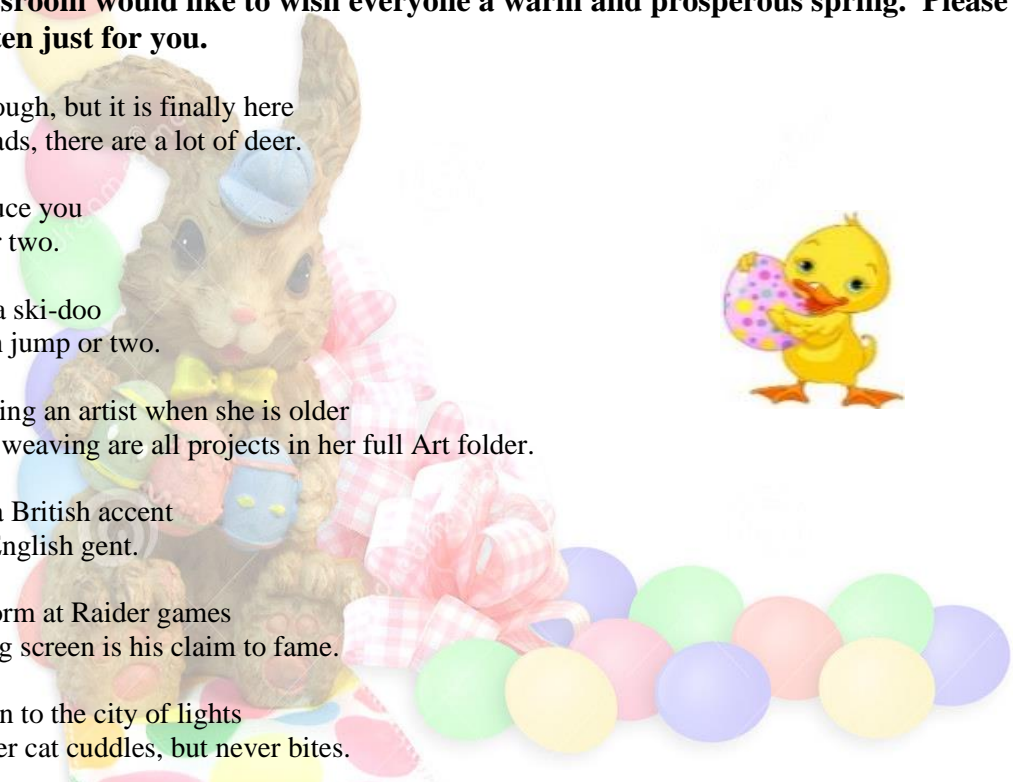 sroom would like to wish everyone a warm and prosperous spring. Please
ten just for you.
ough, but it is finally here
ads, there are a lot of deer.
uce you
r two.
a ski-doo
n jump or two.
ing an artist when she is older
weaving are all projects in her full Art folder.
a British accent
English gent.
orm at Raider games
g screen is his claim to fame.
n to the city of lights
er cat cuddles, but never bites.